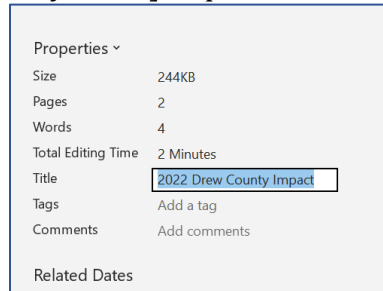 Properties
Size 244KB
Pages 2
Words 4
Total Editing Time 2 Minutes
Title 2022 Drew County Impact
Tags Add a tag
Comments Add comments
Related Dates